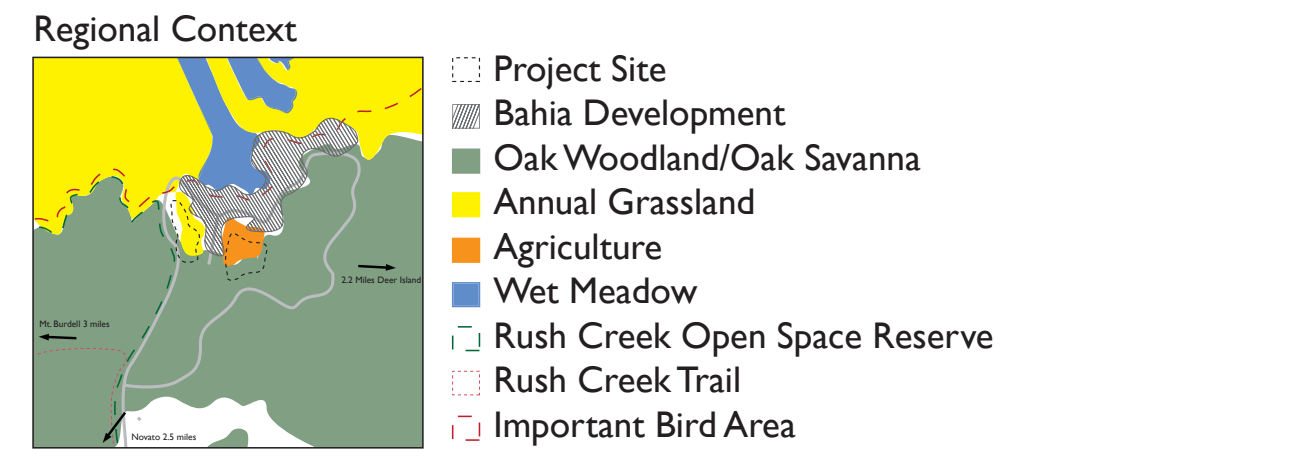 Regional Context
Project Site
Bahia Development
Oak Woodland/Oak Savanna
Annual Grassland
Agriculture
Wet Meadow
Rush Creek Open Space Reserve
Rush Creek Trail
Important Bird Area
2.2 Miles Deer Island
Mt. Burdell 3 miles
Novato 2.5 miles